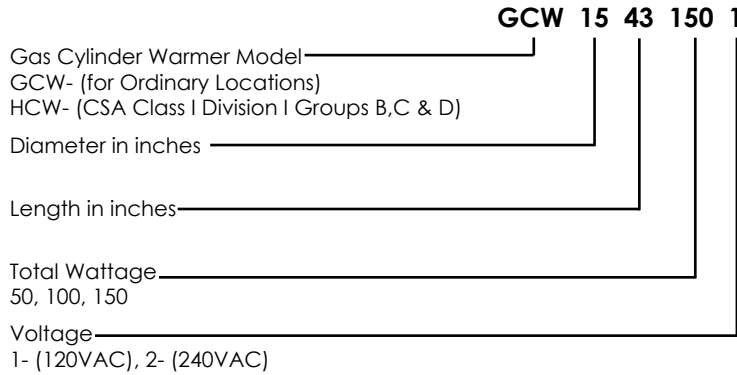 GCW 15 43 150 1
Gas Cylinder Warmer Model
GCW- (for Ordinary Locations)
HCW- (CSA Class I Division I Groups B,C & D)
Diameter in inches
Length in inches
Total Wattage
50, 100, 150
Voltage
1- (120VAC), 2- (240VAC)